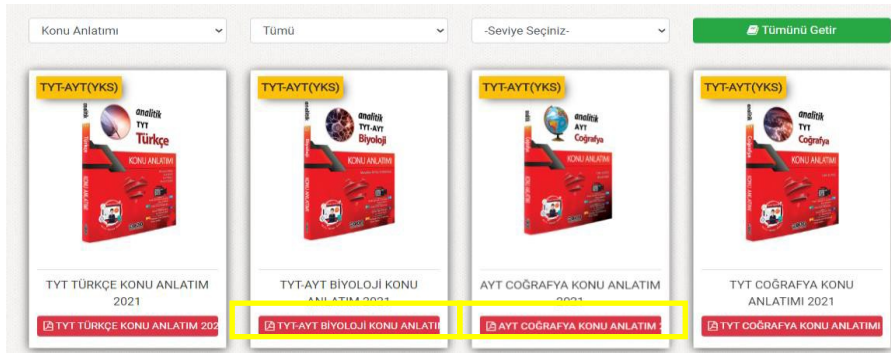 Konu Anlatımı
Tümü
-Seviye Seçiniz-
Tümünü Getir
TYT-AYT(YKS)
analitik
TYT
Türkçe
KONU ANLATIMI
TYT TÜRKÇE KONU ANLATIM
2021
TYT TÜRKÇE KONU ANLATIM 202
TYT-AYT(YKS)
analitik
TYT-AYT
Biyoloji
KONU ANLATIMI
TYT-AYT BİYOLOJİ KONU
ANLATIM 2021
TYT-AYT BİYOLOJİ KONU ANLATI
TYT-AYT(YKS)
analitik
AYT
Coğrafya
KONU ANLATIMI
AYT COĞRAFYA KONU ANLATIM
2021
AYT COĞRAFYA KONU ANLATIM 2
TYT-AYT(YKS)
analitik
TYT
Coğrafya
KONU ANLATIMI
TYT COĞRAFYA KONU
ANLATIMI 2021
TYT COĞRAFYA KONU ANLATIMI